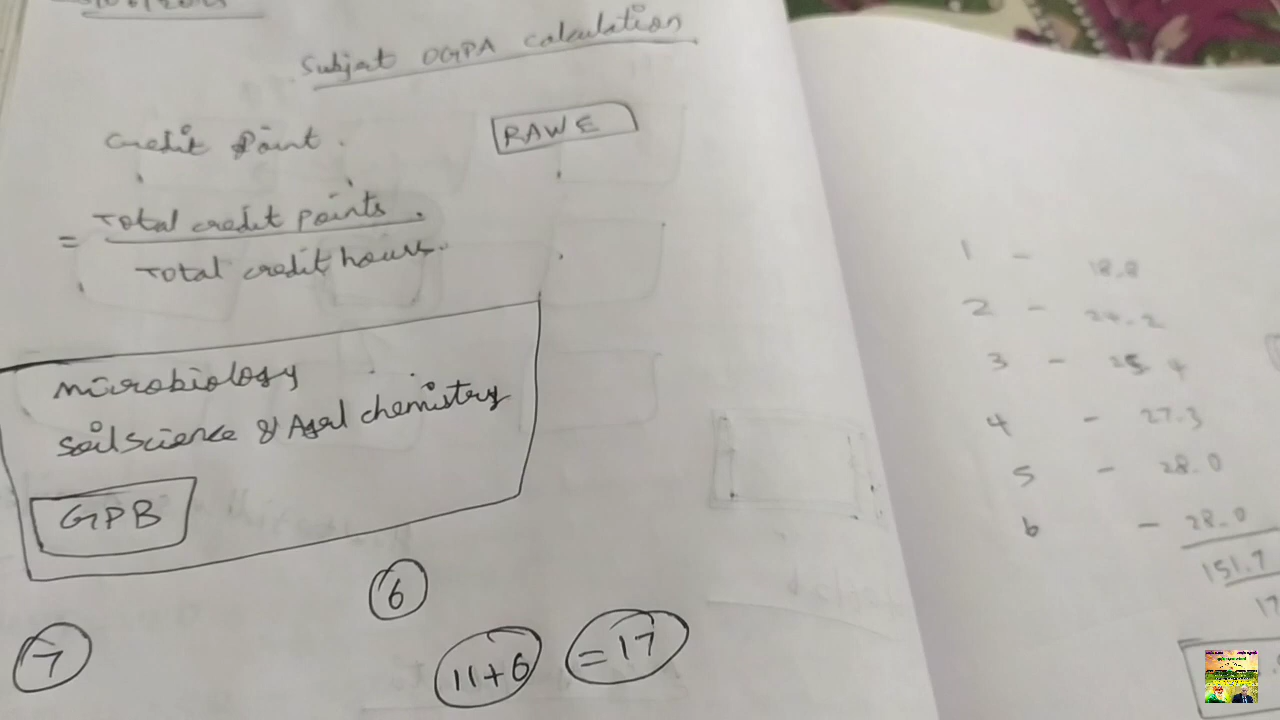 Subject OGPA calculation
Credit Point.
RAWE
= Total credit points.
Total credit hours.
Microbiology
Soil Science & Agrl chemistry
GPB
6
7
11+6 = 17
1 - 18.8
2 - 24.2
3 - 25.4
4 - 27.3
5 - 28.0
6 - 28.0
151.7
17